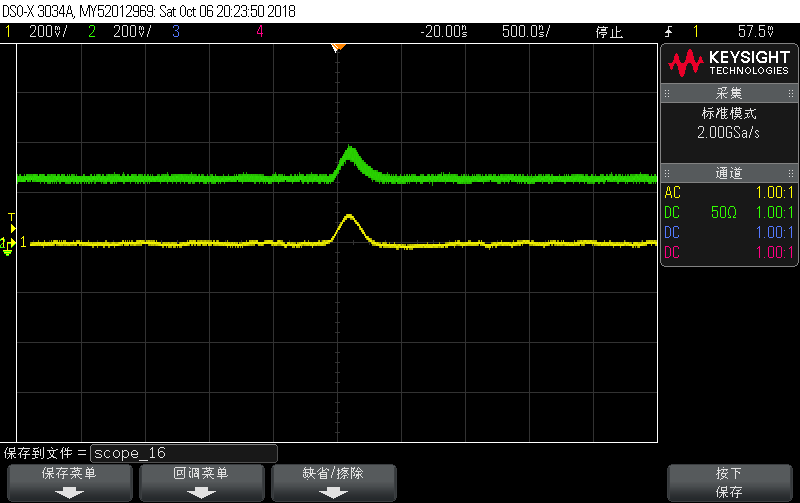 DSO-X 3034A, MY52012969: Sat Oct 06 20:23:50 2018
1 200mV/ 2 200mV/ 3 4 -20.00ns 500.0ns/ 停止 1 57.5mV
KEYSIGHT
TECHNOLOGIES
采集
标准模式
2.00GSa/s
通道
AC 1.00:1
DC 50Ω 1.00:1
DC 1.00:1
DC 1.00:1
T
1
保存到文件 = scope_16
保存菜单
回调菜单
缺省/擦除
按下
保存